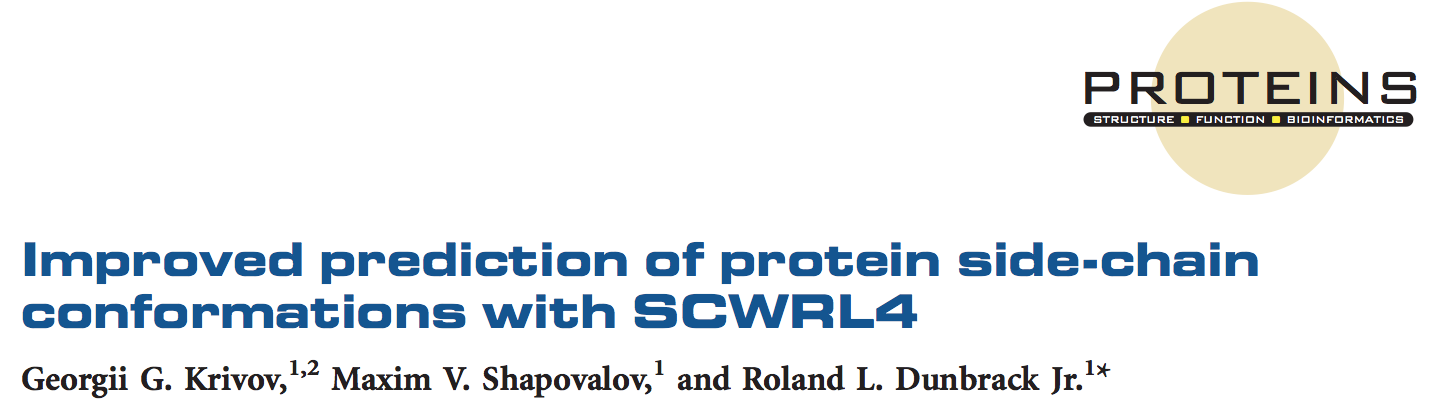 PROTEINS
STRUCTURE ▪ FUNCTION ▪ BIOINFORMATICS
Improved prediction of protein side-chain
conformations with SCWRL4
Georgii G. Krivov,1,2 Maxim V. Shapovalov,1 and Roland L. Dunbrack Jr.1*